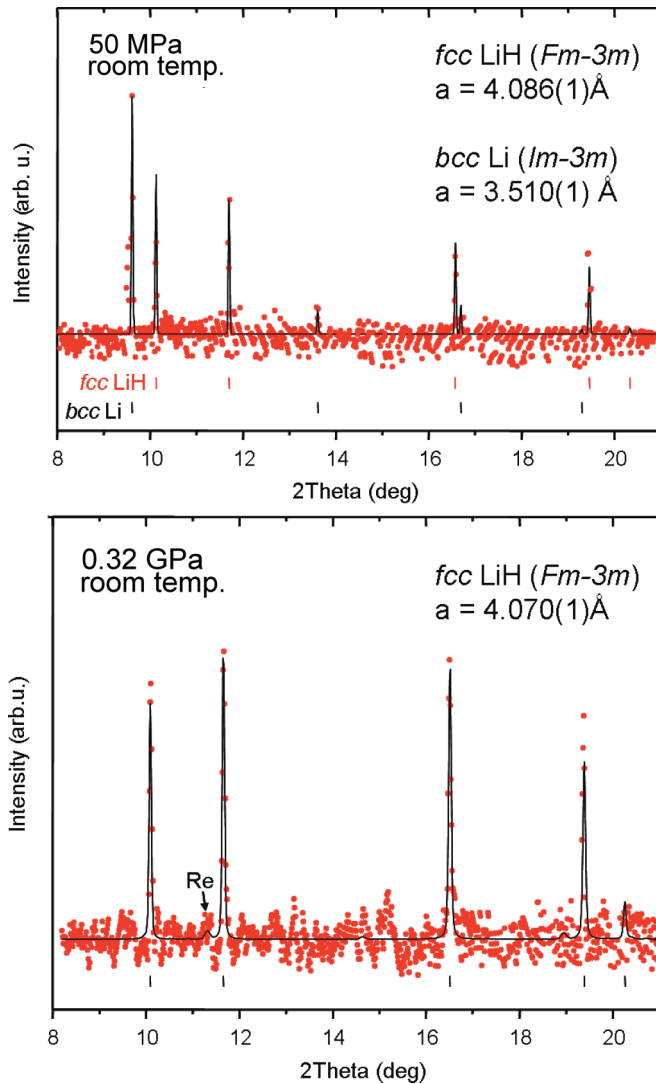 50 MPa
room temp.
fcc LiH (Fm-3m)
a = 4.086(1)Å
bcc Li (Im-3m)
a = 3.510(1) Å
Intensity (arb. u.)
fcc LiH
bcc Li
8 10 12 14 16 18 20
2Theta (deg)
0.32 GPa
room temp.
fcc LiH (Fm-3m)
a = 4.070(1)Å
Intensity (arb.u.)
Re
8 10 12 14 16 18 20
2Theta (deg)